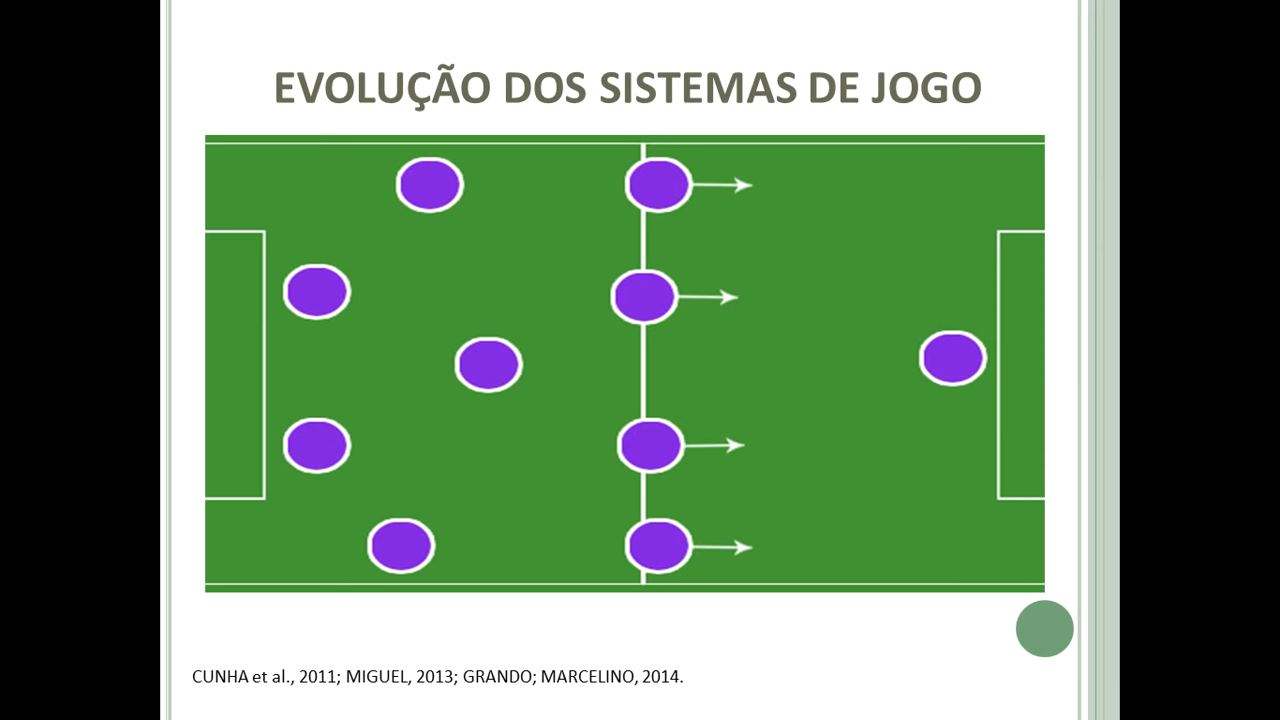 EVOLUÇÃO DOS SISTEMAS DE JOGO
CUNHA et al., 2011; MIGUEL, 2013; GRANDO; MARCELINO, 2014.